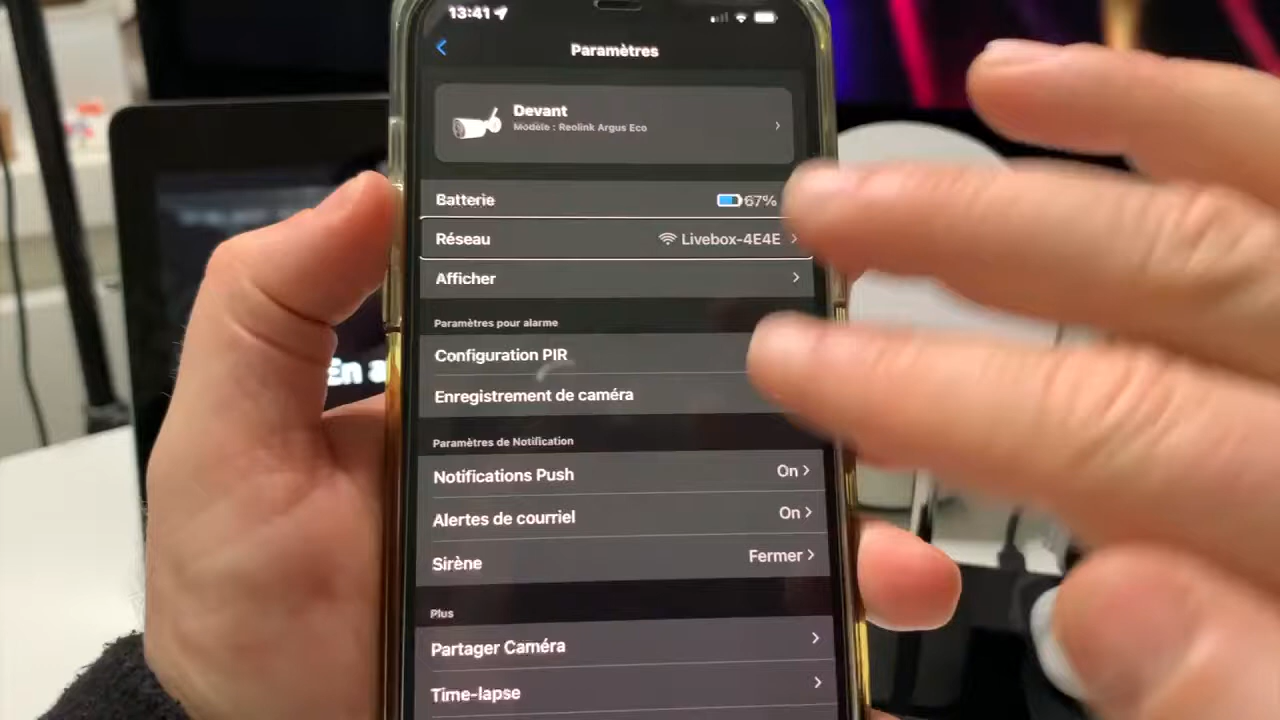 13:41
Paramètres
Devant
Modèle : Reolink Argus Eco
Batterie 67%
Réseau Livebox-4E4E
Afficher
Paramètres pour alarme
Configuration PIR
Enregistrement de caméra
Paramètres de Notification
Notifications Push On
Alertes de courriel On
Sirène Fermer
Plus
Partager Caméra
Time-lapse
En a